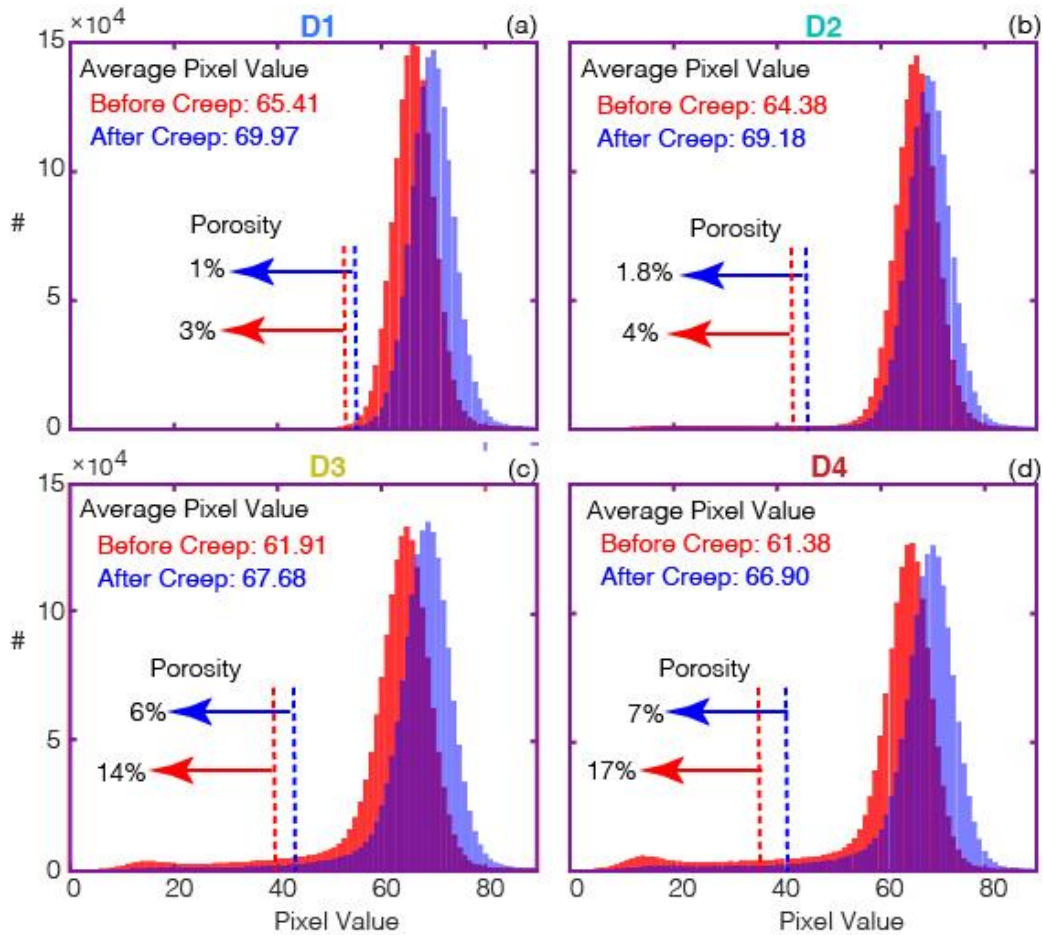 ×10⁴
D1
(a)
15
10
5
0
#
Average Pixel Value
Before Creep: 65.41
After Creep: 69.97
Porosity
1%
3%
D2
(b)
Average Pixel Value
Before Creep: 64.38
After Creep: 69.18
Porosity
1.8%
4%
×10⁴
D3
(c)
15
10
5
0
#
Average Pixel Value
Before Creep: 61.91
After Creep: 67.68
Porosity
6%
14%
0 20 40 60 80
Pixel Value
D4
(d)
Average Pixel Value
Before Creep: 61.38
After Creep: 66.90
Porosity
7%
17%
0 20 40 60 80
Pixel Value